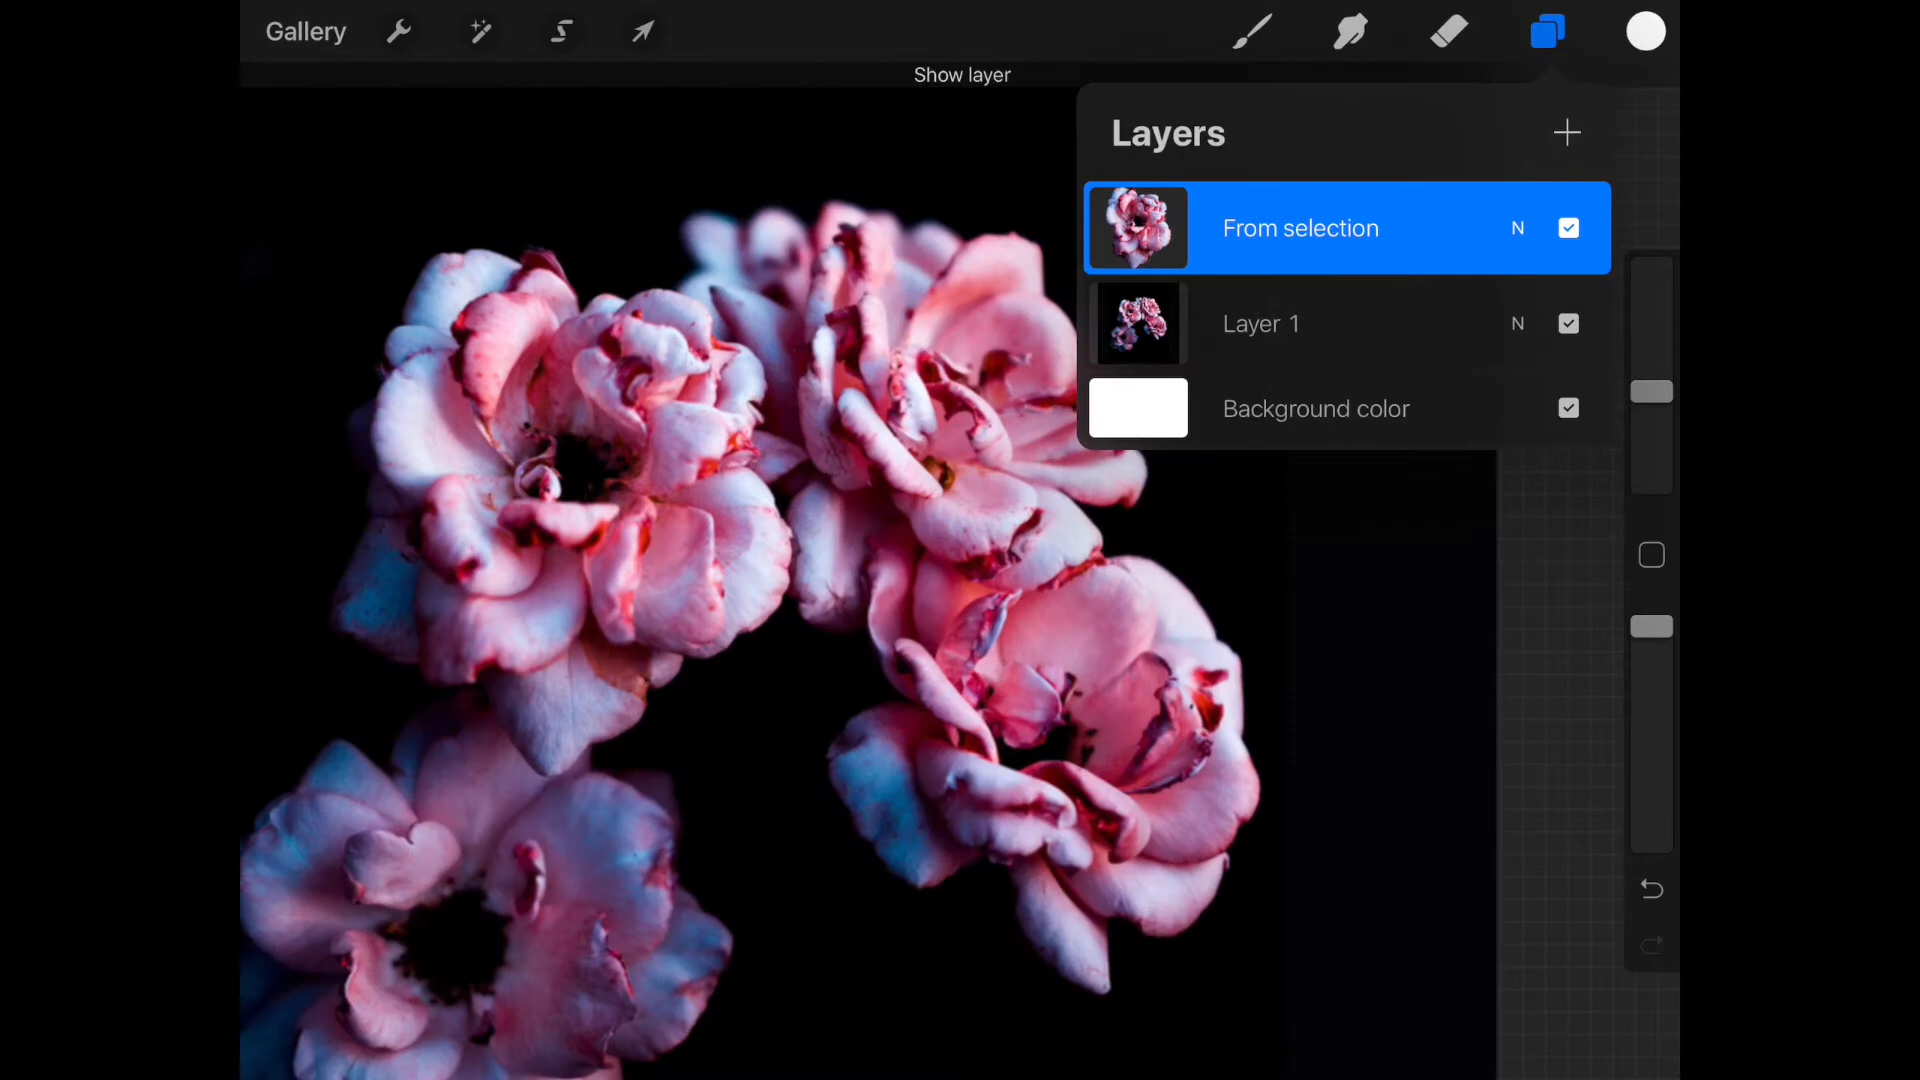 Gallery
Show layer
Layers
From selection N
Layer 1 N
Background color